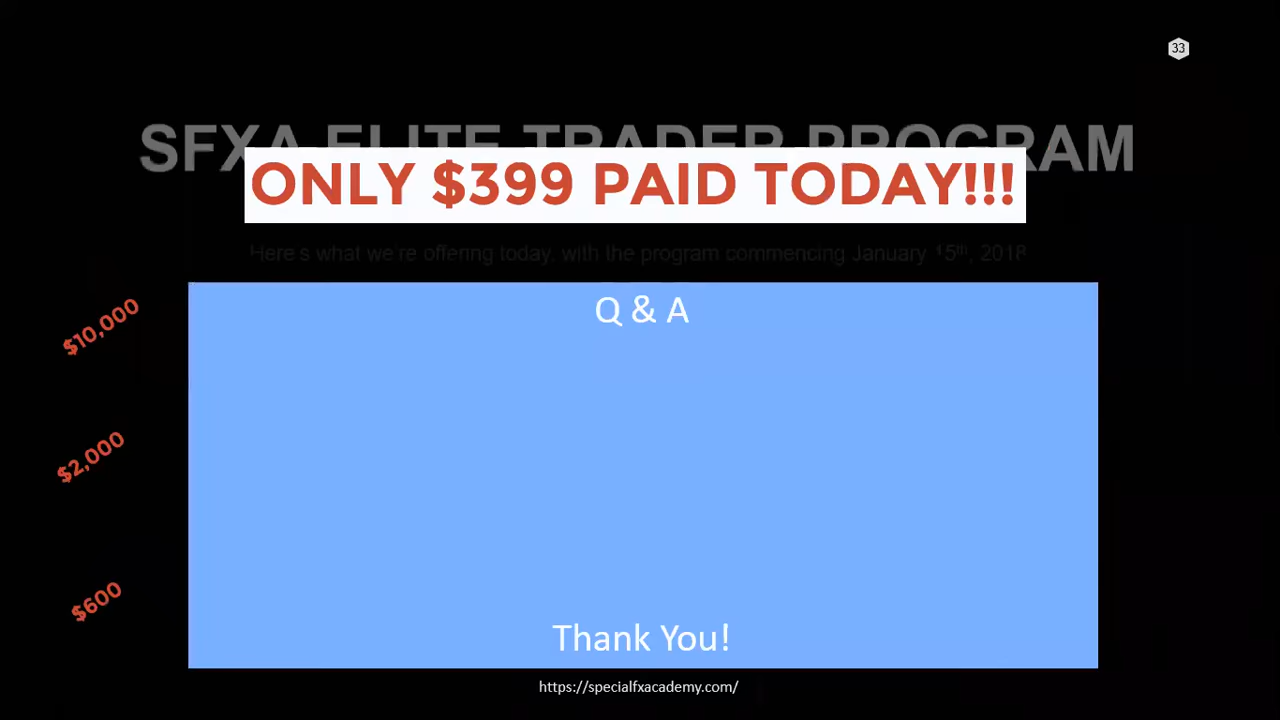 33
SFXA ELITE TRADER PROGRAM
ONLY $399 PAID TODAY!!!
Here's what we're offering today, with the program commencing January 15th, 2018
$10,000
Q & A
$2,000
$600
Thank You!
https://specialfxacademy.com/